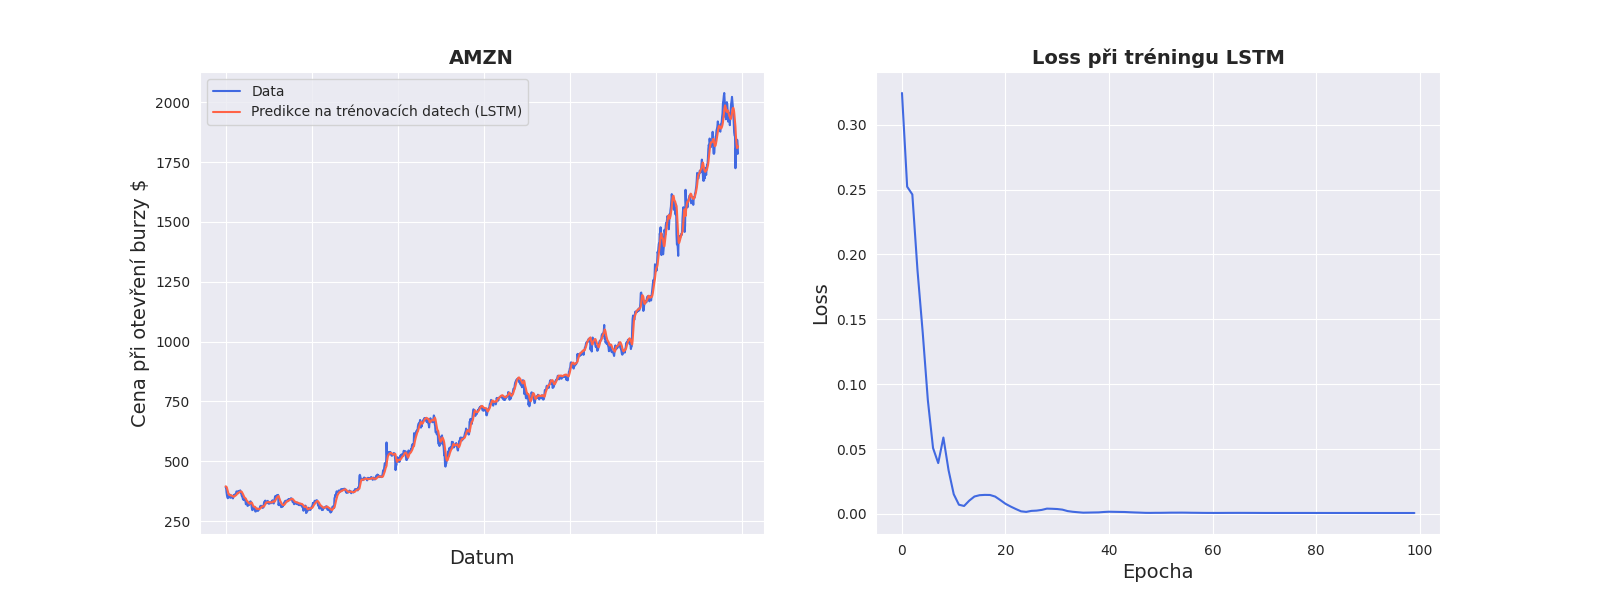 AMZN
Data
Predikce na trénovacích datech (LSTM)
2000
1750
1500
1250
1000
750
500
250
Cena při otevření burzy $
Datum
Loss při tréningu LSTM
0.30
0.25
0.20
0.15
0.10
0.05
0.00
Loss
0 20 40 60 80 100
Epocha